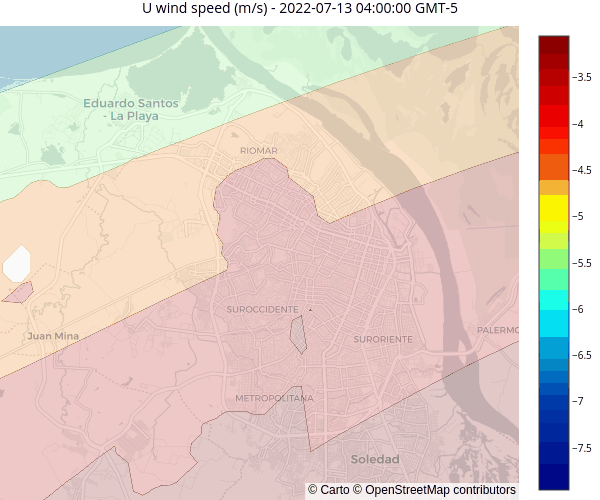 U wind speed (m/s) - 2022-07-13 04:00:00 GMT-5
Eduardo Santos
- La Playa
RIOMAR
SUROCCIDENTE
SURORIENTE
PALERMO
Juan Mina
METROPOLITANA
Soledad
© Carto © OpenStreetMap contributors
−3.5
−4
−4.5
−5
−5.5
−6
−6.5
−7
−7.5